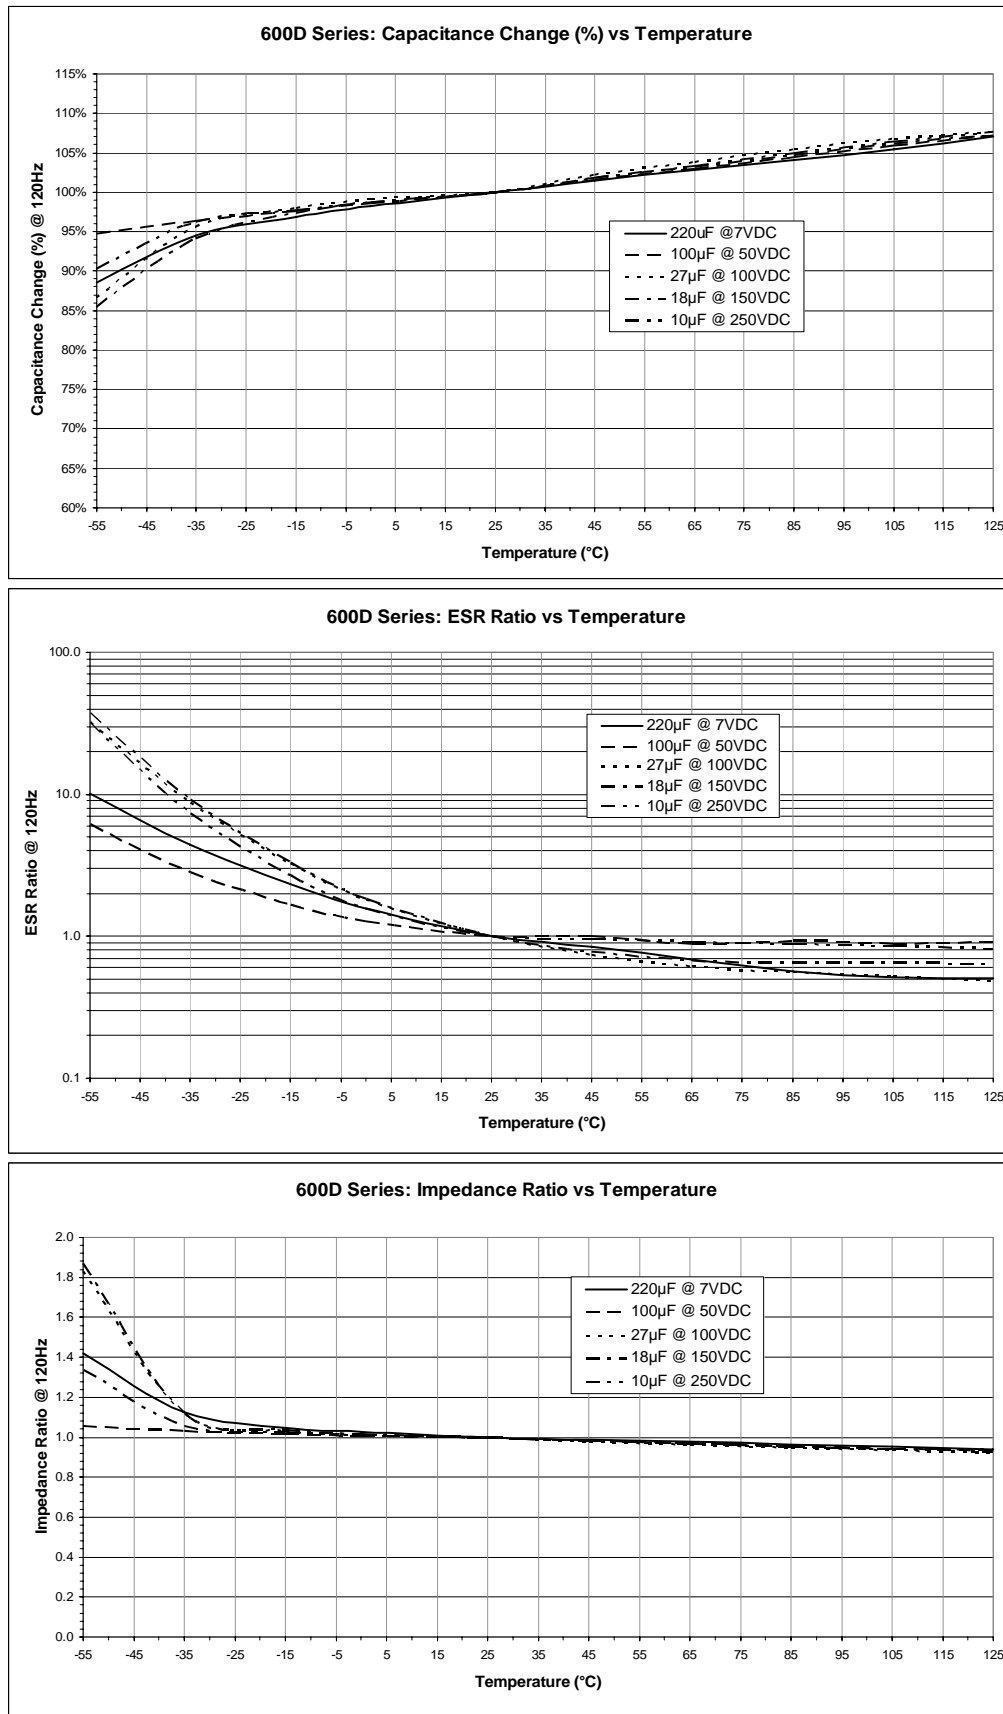 600D Series: Capacitance Change (%) vs Temperature
115%
110%
105%
100%
95%
90%
85%
80%
75%
70%
65%
60%
Capacitance Change (%) @ 120Hz
220uF @7VDC
100µF @ 50VDC
27µF @ 100VDC
18µF @ 150VDC
10µF @ 250VDC
-55 -45 -35 -25 -15 -5 5 15 25 35 45 55 65 75 85 95 105 115 125
Temperature (°C)
600D Series: ESR Ratio vs Temperature
100.0
10.0
1.0
0.1
ESR Ratio @ 120Hz
220µF @ 7VDC
100µF @ 50VDC
27µF @ 100VDC
18µF @ 150VDC
10µF @ 250VDC
-55 -45 -35 -25 -15 -5 5 15 25 35 45 55 65 75 85 95 105 115 125
Temperature (°C)
600D Series: Impedance Ratio vs Temperature
2.0
1.8
1.6
1.4
1.2
1.0
0.8
0.6
0.4
0.2
0.0
Impedance Ratio @ 120Hz
220µF @ 7VDC
100µF @ 50VDC
27µF @ 100VDC
18µF @ 150VDC
10µF @ 250VDC
-55 -45 -35 -25 -15 -5 5 15 25 35 45 55 65 75 85 95 105 115 125
Temperature (°C)